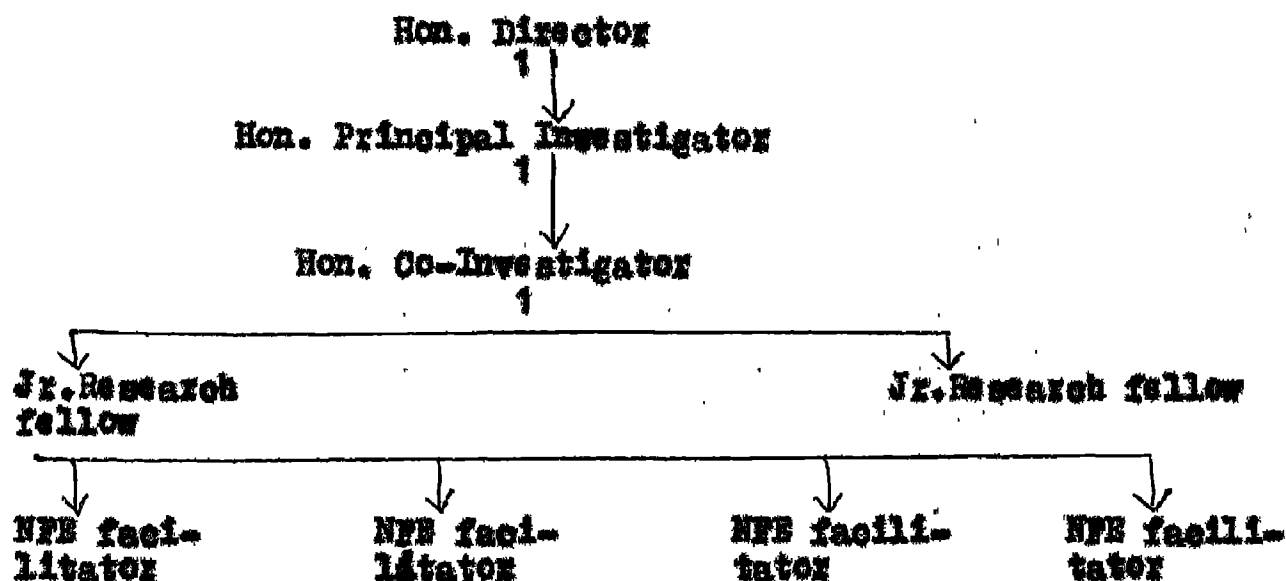 Hon. Director
1
Hon. Principal Investigator
1
Hon. Co-Investigator
1
Jr.Research Jr.Research fellow
fellow
NFE faci- NFE faci- NFE facili- NFE facili-
litator litator tator tator